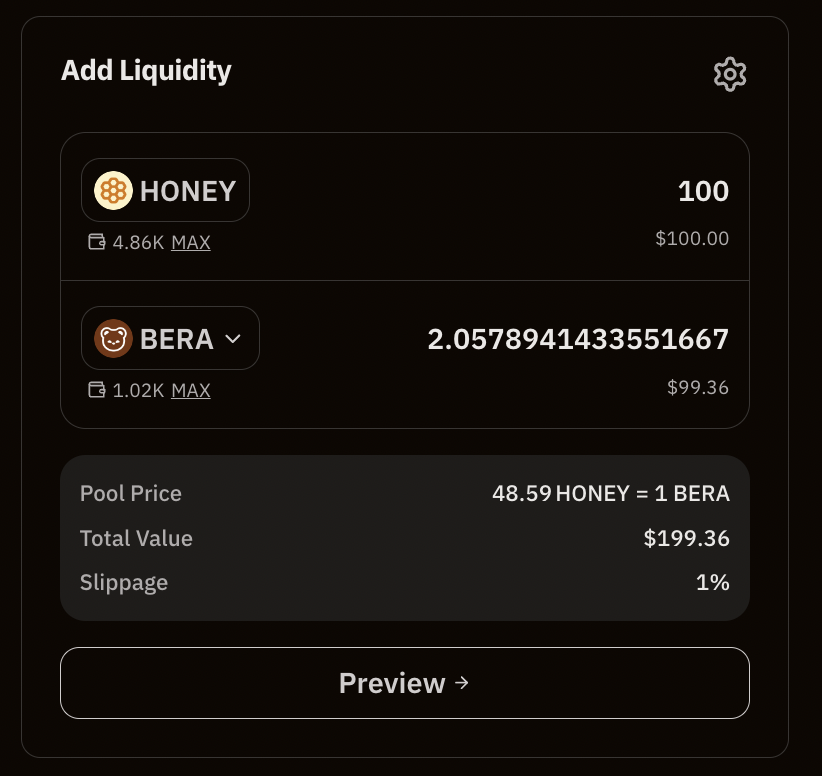 Add Liquidity
HONEY 100
4.86K MAX $100.00
BERA 2.0578941433551667
1.02K MAX $99.36
Pool Price 48.59 HONEY = 1 BERA
Total Value $199.36
Slippage 1%
Preview →